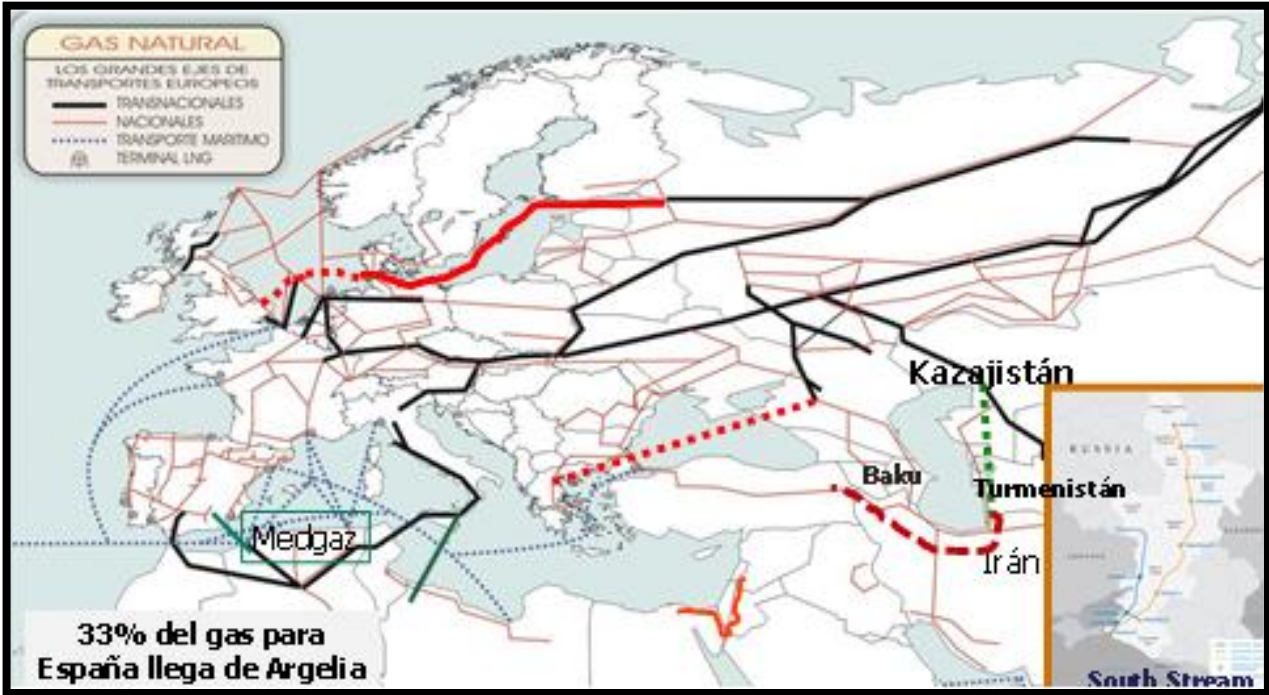 GAS NATURAL
LOS GRANDES EJES DE
TRANSPORTES EUROPEOS
TRANSNACIONALES
NACIONALES
TRANSPORTE MARITIMO
TERMINAL LNG
Kazajistán
Baku
Turmenistán
Irán
Medgaz
33% del gas para
España llega de Argelia
RUSSIA
South Stream